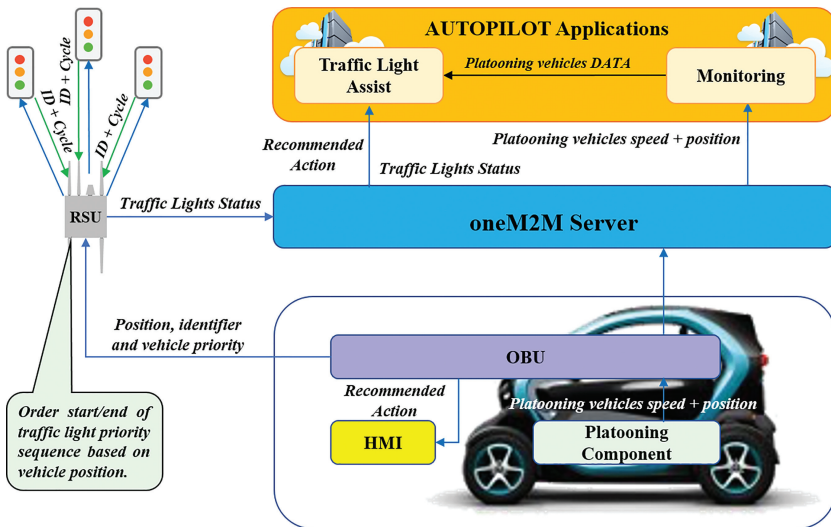 AUTOPILOT Applications
Traffic Light
Assist
Platooning vehicles DATA
Monitoring
ID + Cycle
ID + Cycle
ID + Cycle
Recommended
Action
Traffic Lights Status
Platooning vehicles speed + position
RSU
Traffic Lights Status
oneM2M Server
Position, identifier
and vehicle priority
OBU
Recommended
Action
Platooning vehicles speed + position
HMI
Platooning
Component
Order start/end of
traffic light priority
sequence based on
vehicle position.